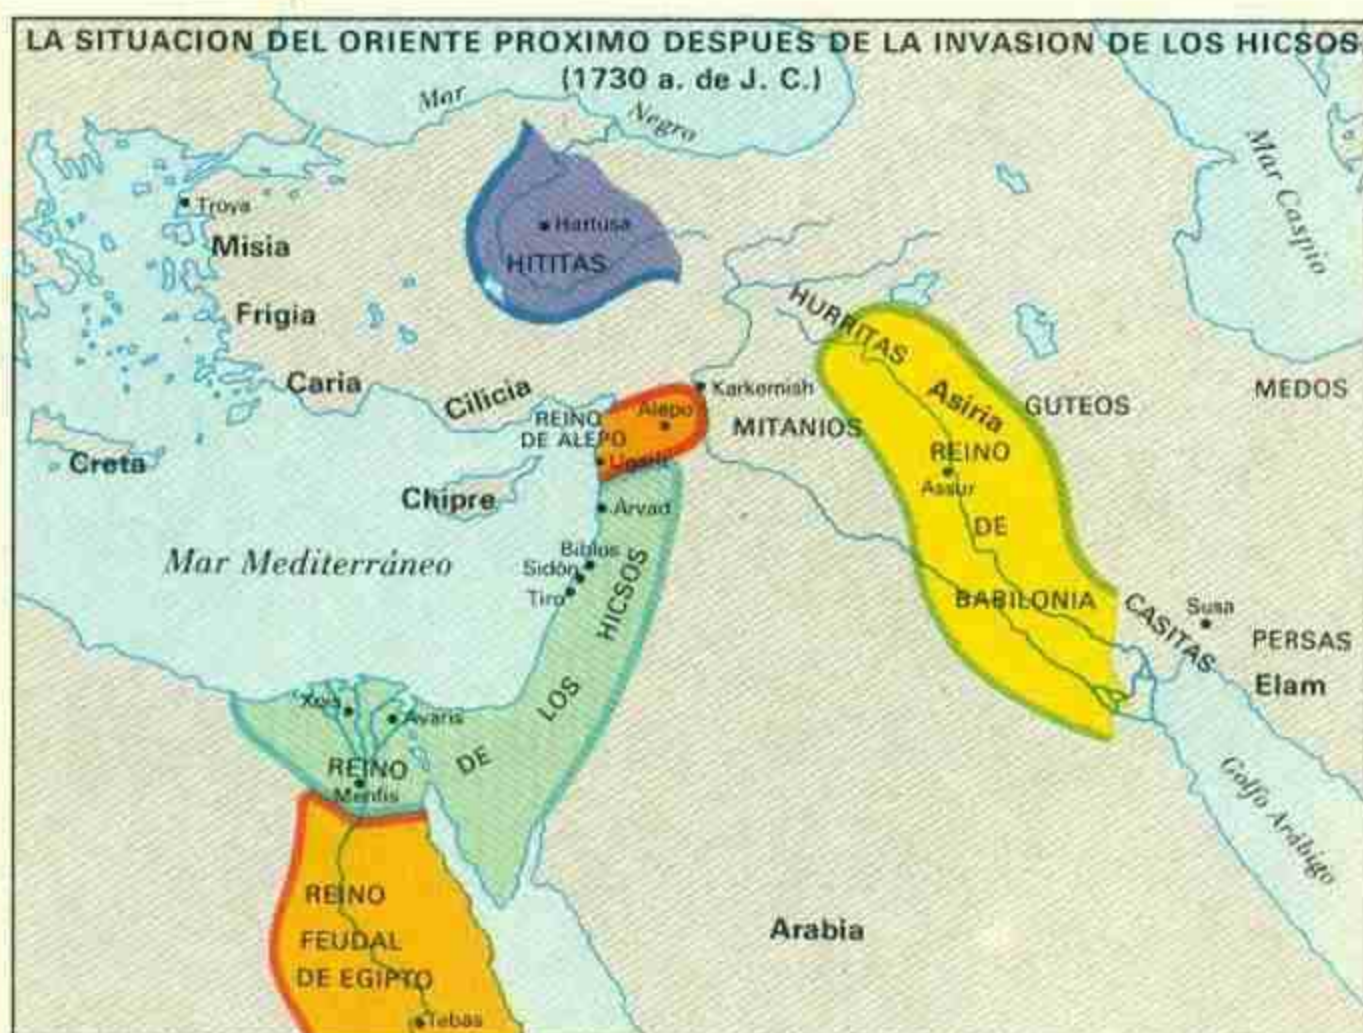 LA SITUACION DEL ORIENTE PROXIMO DESPUES DE LA INVASION DE LOS HICSOS
(1730 a. de J. C.)
Mar Negro
Mar Caspio
Troya
Misia
Hattusa
HITITAS
Frigia
HURRITAS
Caria
Cilicia
Karkemish
Asiria
GUTEOS
MEDOS
REINO
DE ALEPO
Alepo
MITANIOS
Creta
Ugarit
REINO
Chipre
Assur
Arvad
DE
Mar Mediterráneo
Biblos
Sidón
Tiro
BABILONIA
CASITAS
Susa
PERSAS
Elam
Xois
Avaris
REINO
DE
LOS
HICSOS
Menfis
Golfo Arábigo
REINO
FEUDAL
DE EGIPTO
Arabia
Tebas